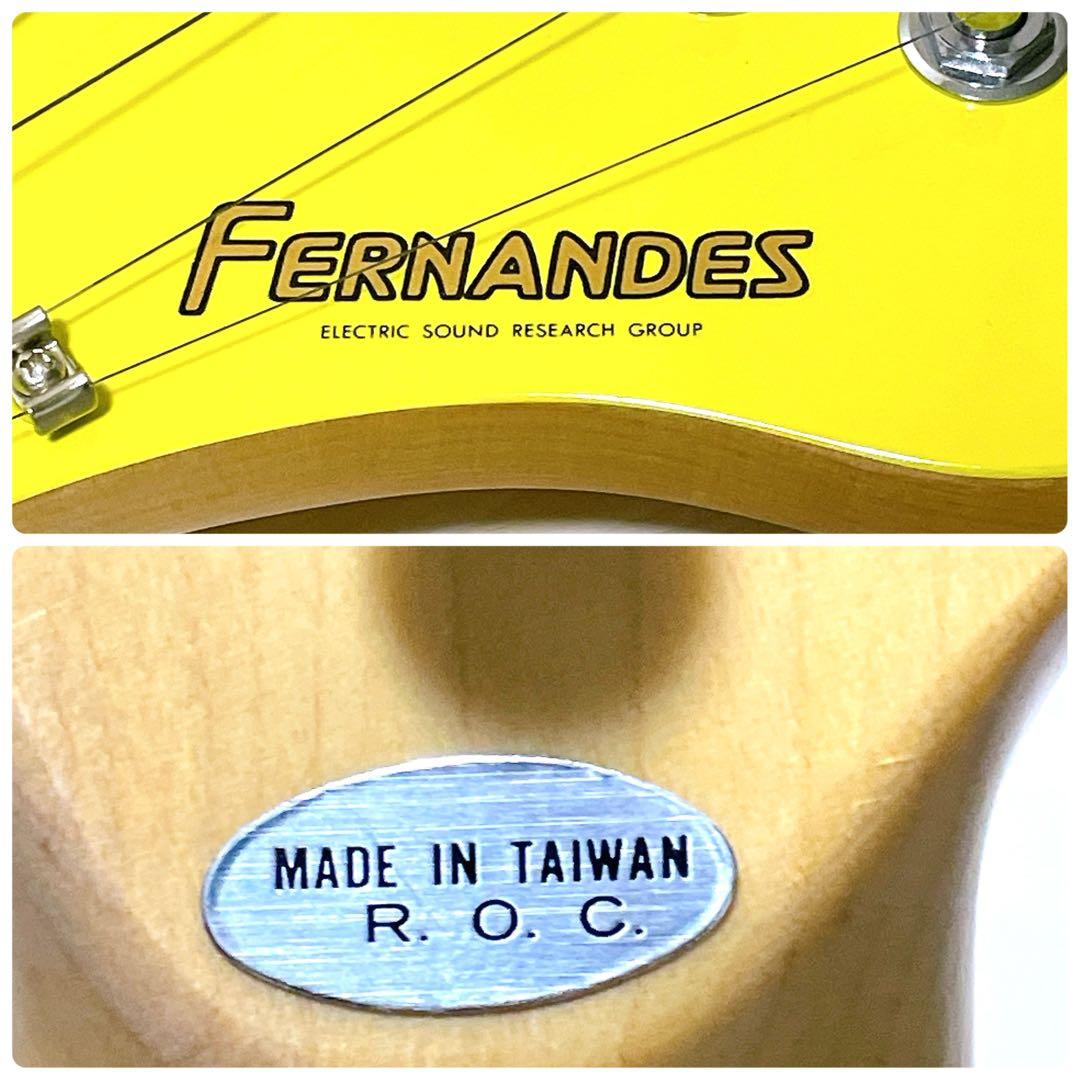 FERNANDES
ELECTRIC SOUND RESEARCH GROUP
MADE IN TAIWAN
R. O. C.